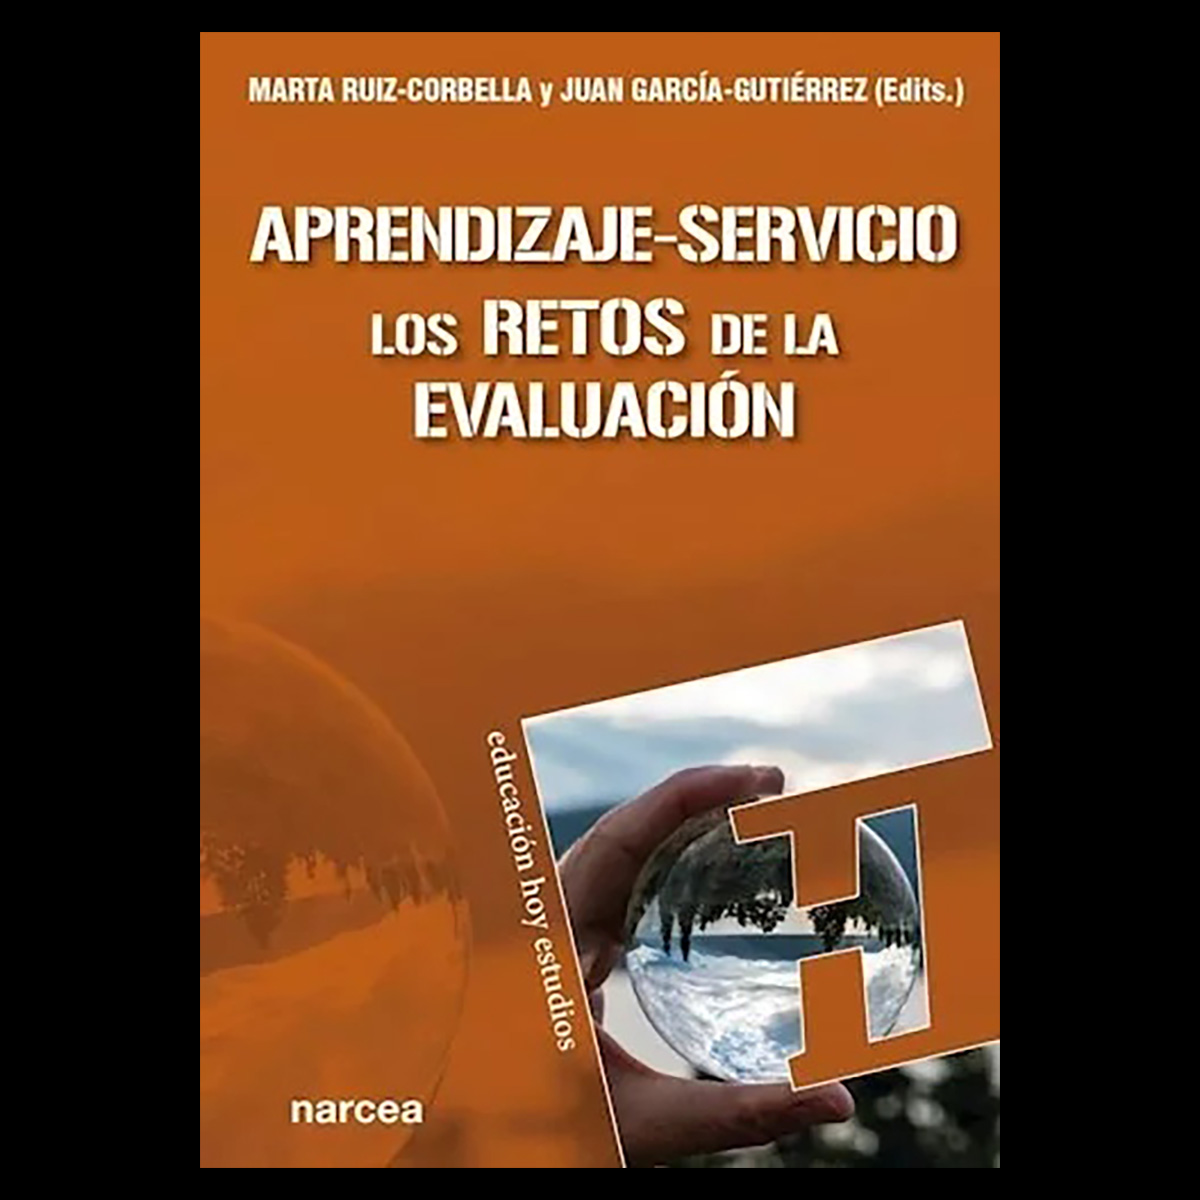 MARTA RUIZ-CORBELLA y JUAN GARCÍA-GUTIÉRREZ (Edits.)
APRENDIZAJE-SERVICIO
LOS RETOS DE LA
EVALUACIÓN
educación hoy estudios
narcea